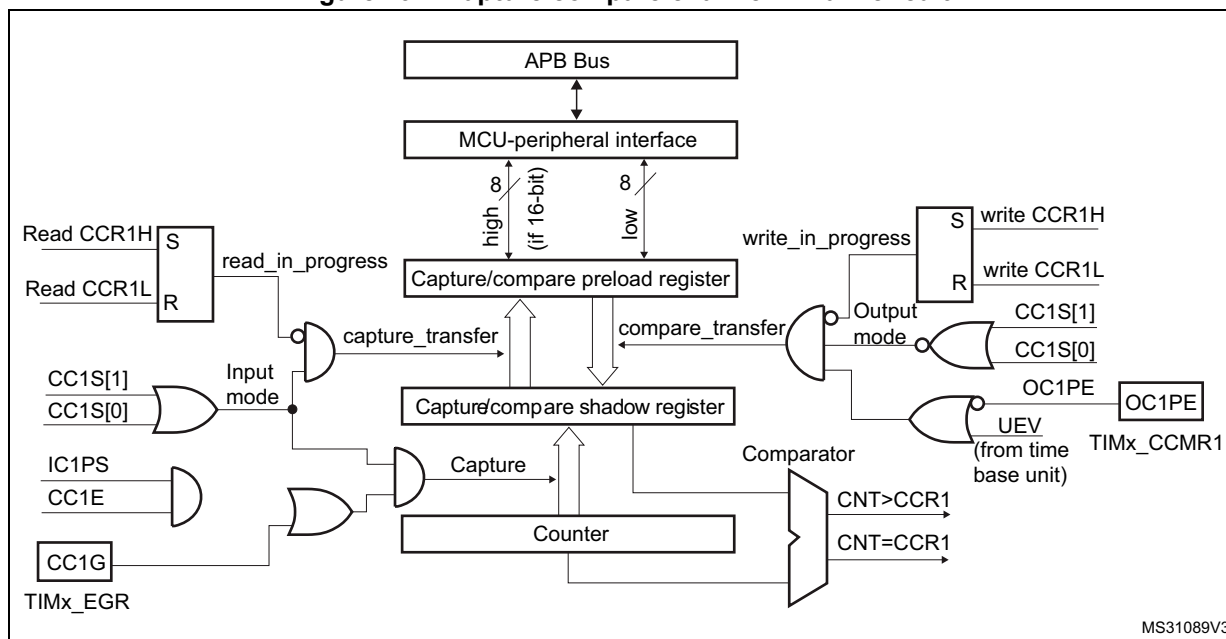 APB Bus
MCU-peripheral interface
8
high
(if 16-bit)
8
low
Read CCR1H
S
read_in_progress
Read CCR1L
R
write_in_progress
S
write CCR1H
R
write CCR1L
Capture/compare preload register
capture_transfer
compare_transfer
Output
mode
CC1S[1]
CC1S[0]
CC1S[1]
CC1S[0]
Input
mode
Capture/compare shadow register
OC1PE
OC1PE
UEV
(from time
base unit)
TIMx_CCMR1
IC1PS
CC1E
Capture
Comparator
CNT>CCR1
CNT=CCR1
Counter
CC1G
TIMx_EGR
MS31089V3